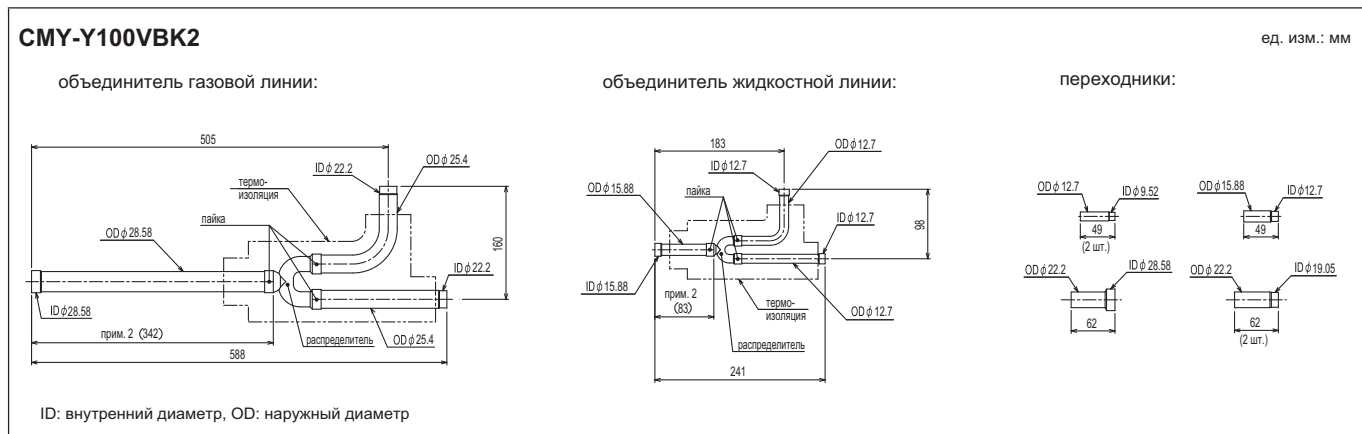 CMY-Y100VBK2
ед. изм.: мм
объединитель газовой линии:
505
ID ϕ 22.2
OD ϕ 25.4
термо-
изоляция
пайка
OD ϕ 28.58
160
ID ϕ 22.2
ID ϕ 28.58
прим. 2 (342)
распределитель
OD ϕ 25.4
588
объединитель жидкостной линии:
183
OD ϕ 12.7
ID ϕ 12.7
OD ϕ 15.88
пайка
ID ϕ 12.7
98
ID ϕ 15.88
прим. 2
(83)
термо-
изоляция
OD ϕ 12.7
распределитель
241
переходники:
OD ϕ 12.7
ID ϕ 9.52
49
(2 шт.)
OD ϕ 15.88
ID ϕ 12.7
49
OD ϕ 22.2
ID ϕ 28.58
62
OD ϕ 22.2
ID ϕ 19.05
62
(2 шт.)
ID: внутренний диаметр, OD: наружный диаметр